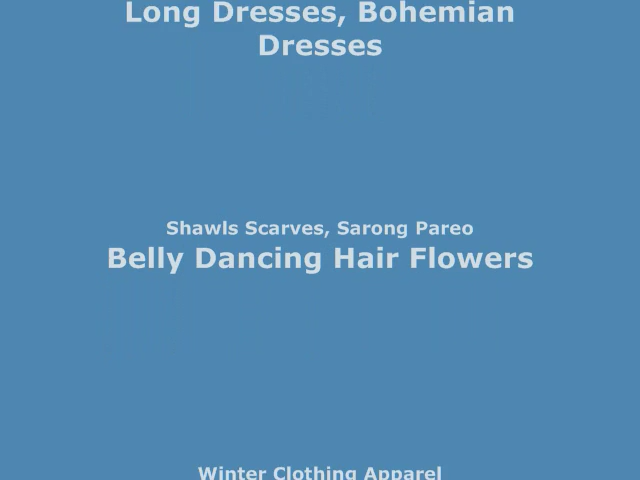 Long Dresses, Bohemian
Dresses
Shawls Scarves, Sarong Pareo
Belly Dancing Hair Flowers
Winter Clothing Apparel